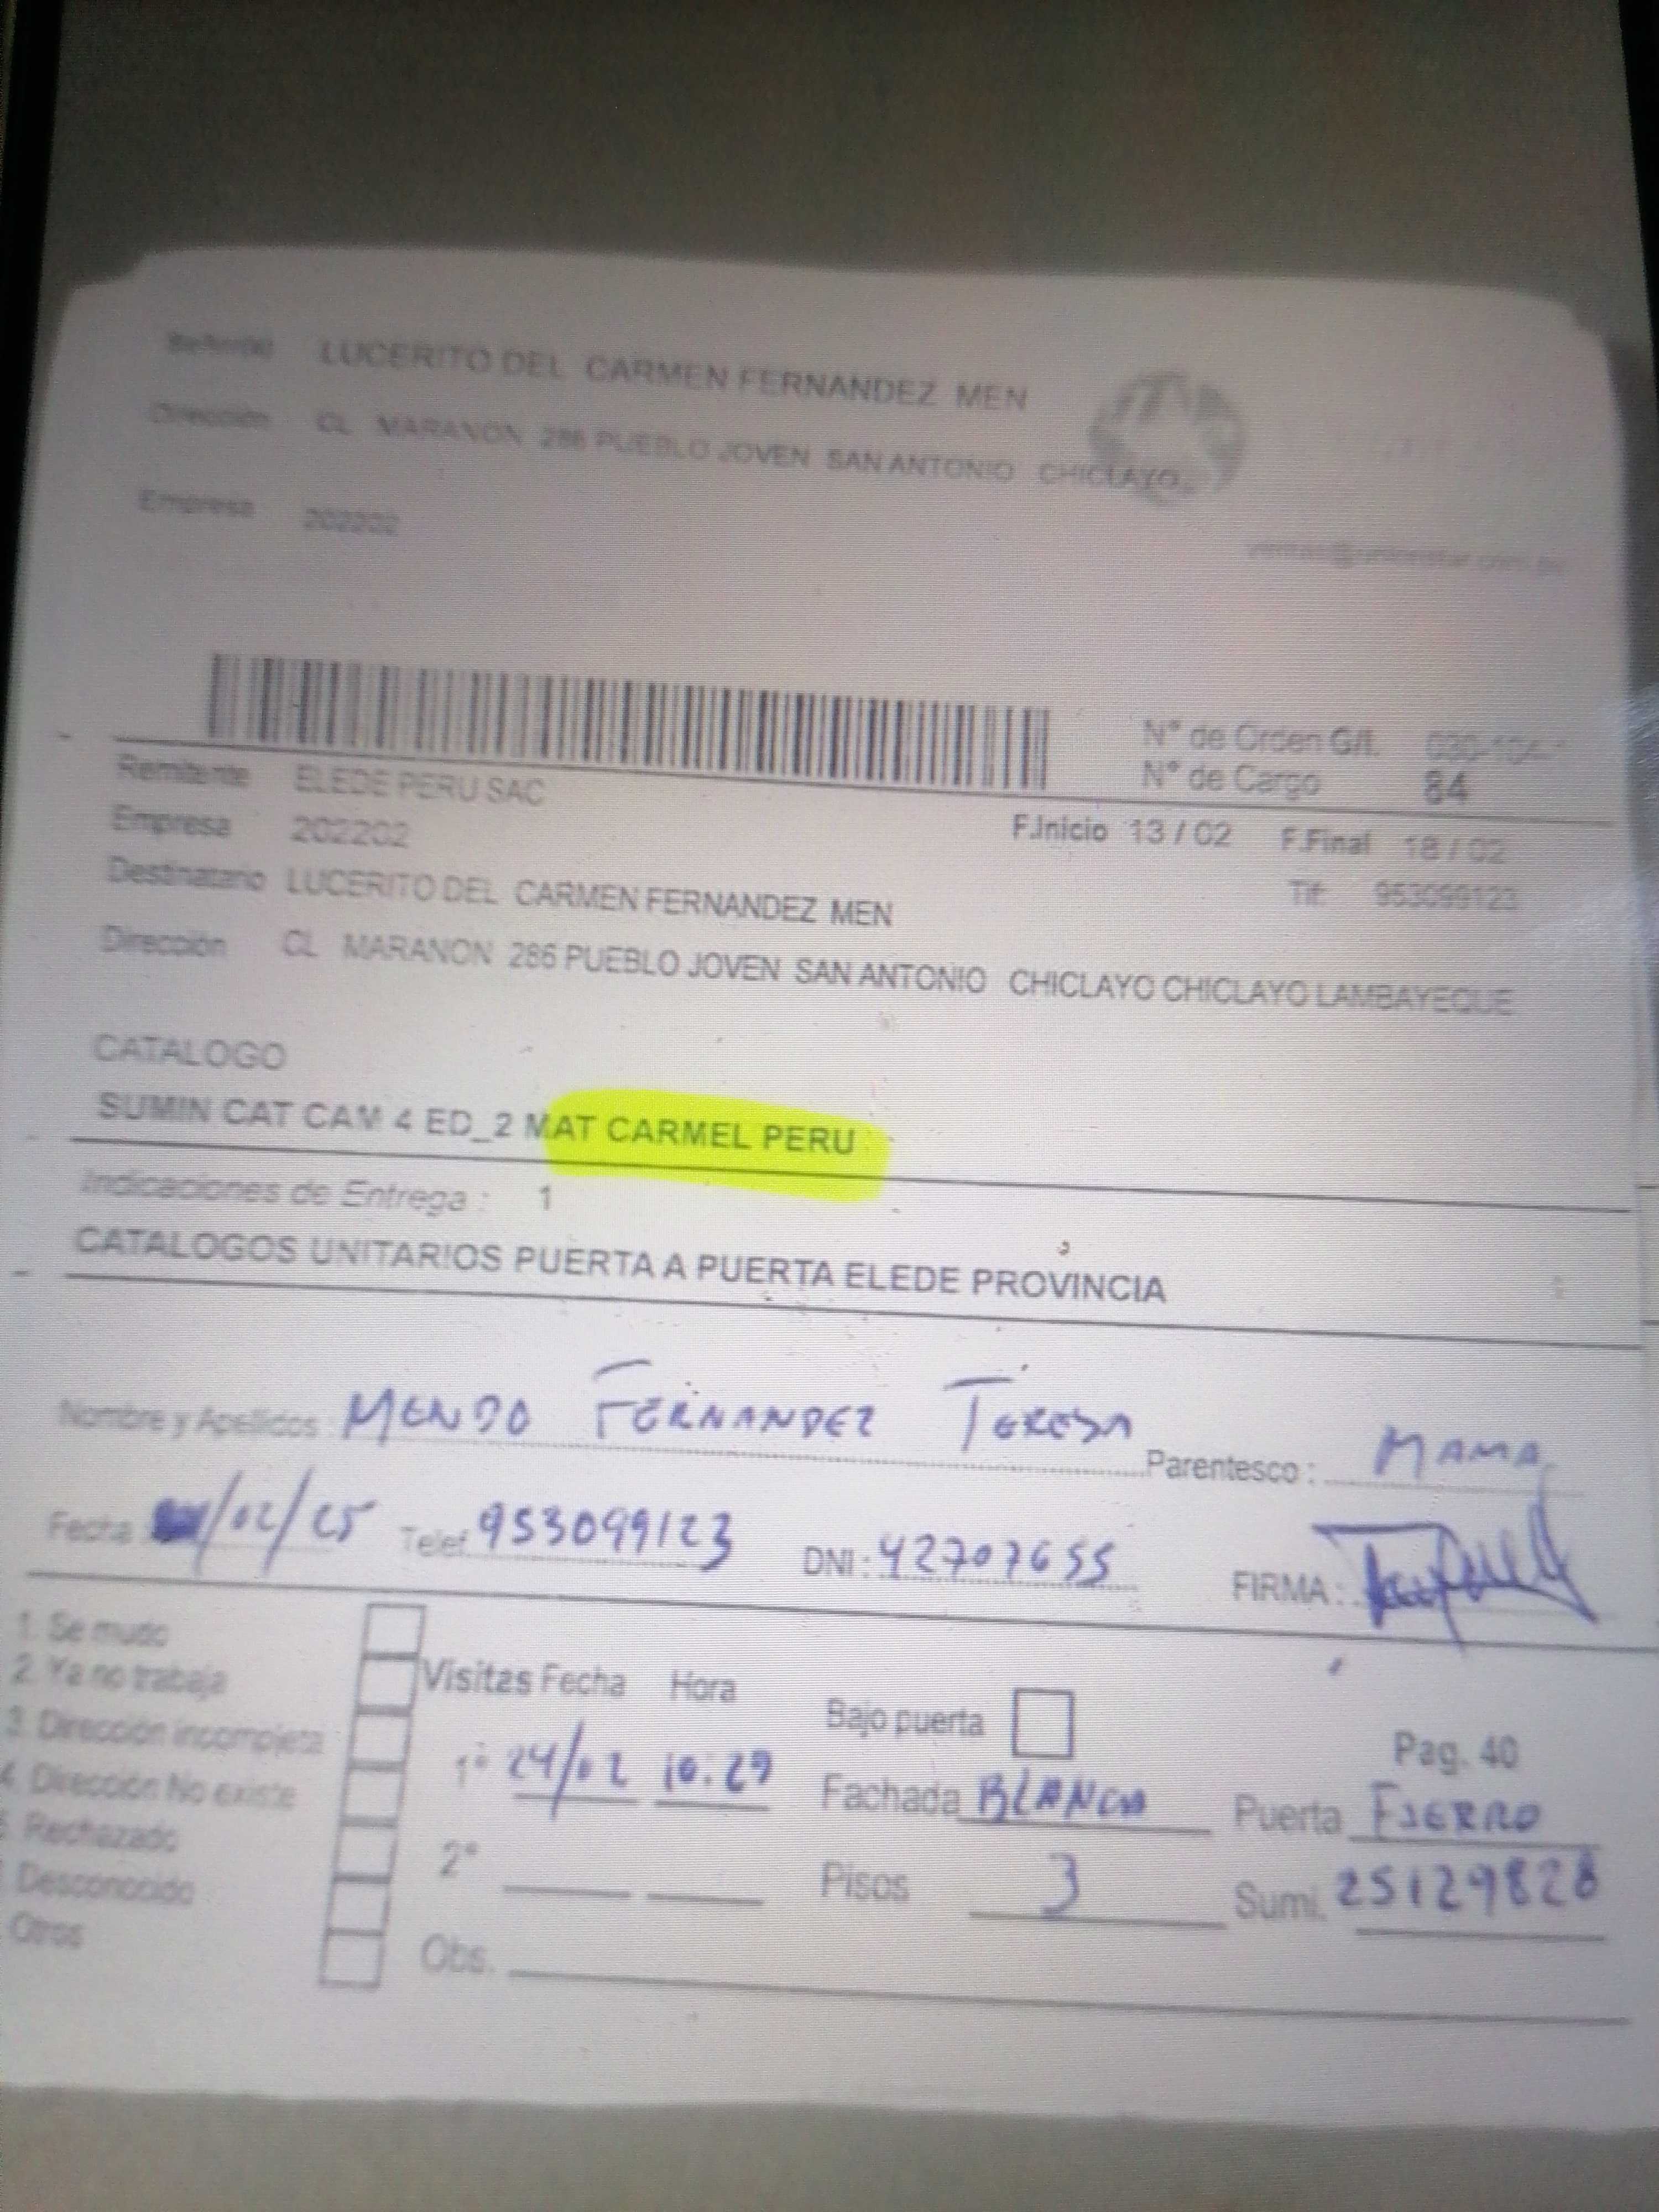 Señor(a) LUCERITO DEL CARMEN FERNANDEZ MEN
Dirección CL MARANON 286 PUEBLO JOVEN SAN ANTONIO CHICLAYO
Empresa 202202
N° de Orden G/I.
N° de Cargo 84
Remitente ELEDE PERU SAC
Empresa 202202 F.Inicio 13 / 02 F.Final 18 / 02
Destinatario LUCERITO DEL CARMEN FERNANDEZ MEN Tlf: 953099123
Dirección CL MARANON 286 PUEBLO JOVEN SAN ANTONIO CHICLAYO CHICLAYO LAMBAYEQUE
CATALOGO
SUMIN CAT CAM 4 ED_2 MAT CARMEL PERU
Indicaciones de Entrega : 1
CATALOGOS UNITARIOS PUERTA A PUERTA ELEDE PROVINCIA
Nombre y Apellidos MENDO FERNANDEZ TERESA Parentesco : MAMA
Fecha /02/25 Telef. 953099123 DNI: 42707655 FIRMA :
1. Se mudo
2. Ya no trabaja Visitas Fecha Hora Bajo puerta
3. Dirección incompleta Pag. 40
4. Dirección No existe 1° 24/02 10:29 Fachada BLANCO Puerta FIERRO
Rechazado
Desconocido 2° Pisos 3 Sumi. 25129828
Otros Obs.